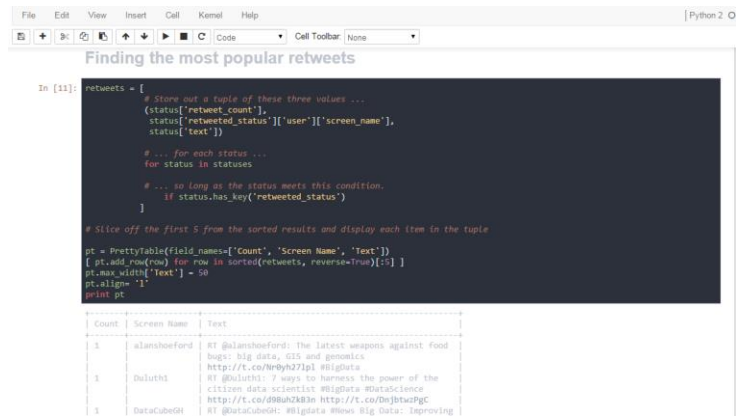 File Edit View Insert Cell Kernel Help Python 2 O
Code Cell Toolbar: None
Finding the most popular retweets
In [11]: retweets = [
# Store out a tuple of these three values ...
(status['retweet_count'],
status['retweeted_status']['user']['screen_name'],
status['text'])
# ... for each status ...
for status in statuses
# ... so long as the status meets this condition.
if status.has_key('retweeted_status')
]
# Slice off the first 5 from the sorted results and display each item in the tuple
pt = PrettyTable(field_names=['Count', 'Screen Name', 'Text'])
[ pt.add_row(row) for row in sorted(retweets, reverse=True)[:5] ]
pt.max_width['Text'] = 50
pt.align= 'l'
print pt
+-------+-------------+----------------------------------------------------+
| Count | Screen Name | Text |
+-------+-------------+----------------------------------------------------+
| 1 | alanshoeford | RT @alanshoeford: The latest weapons against food |
| bugs: big data, GIS and genomics |
| #BigData |
| 1 | Duluth1 | RT @Duluth1: 7 ways to harness the power of the |
| citizen data scientist #BigData #DataScience |
| http://t.co/d9BuhZkB3n http://t.co/DnjbtwzPgC |
| 1 | DataCubeGH | RT @DataCubeGH: #Bigdata #News Big Data: Improving |